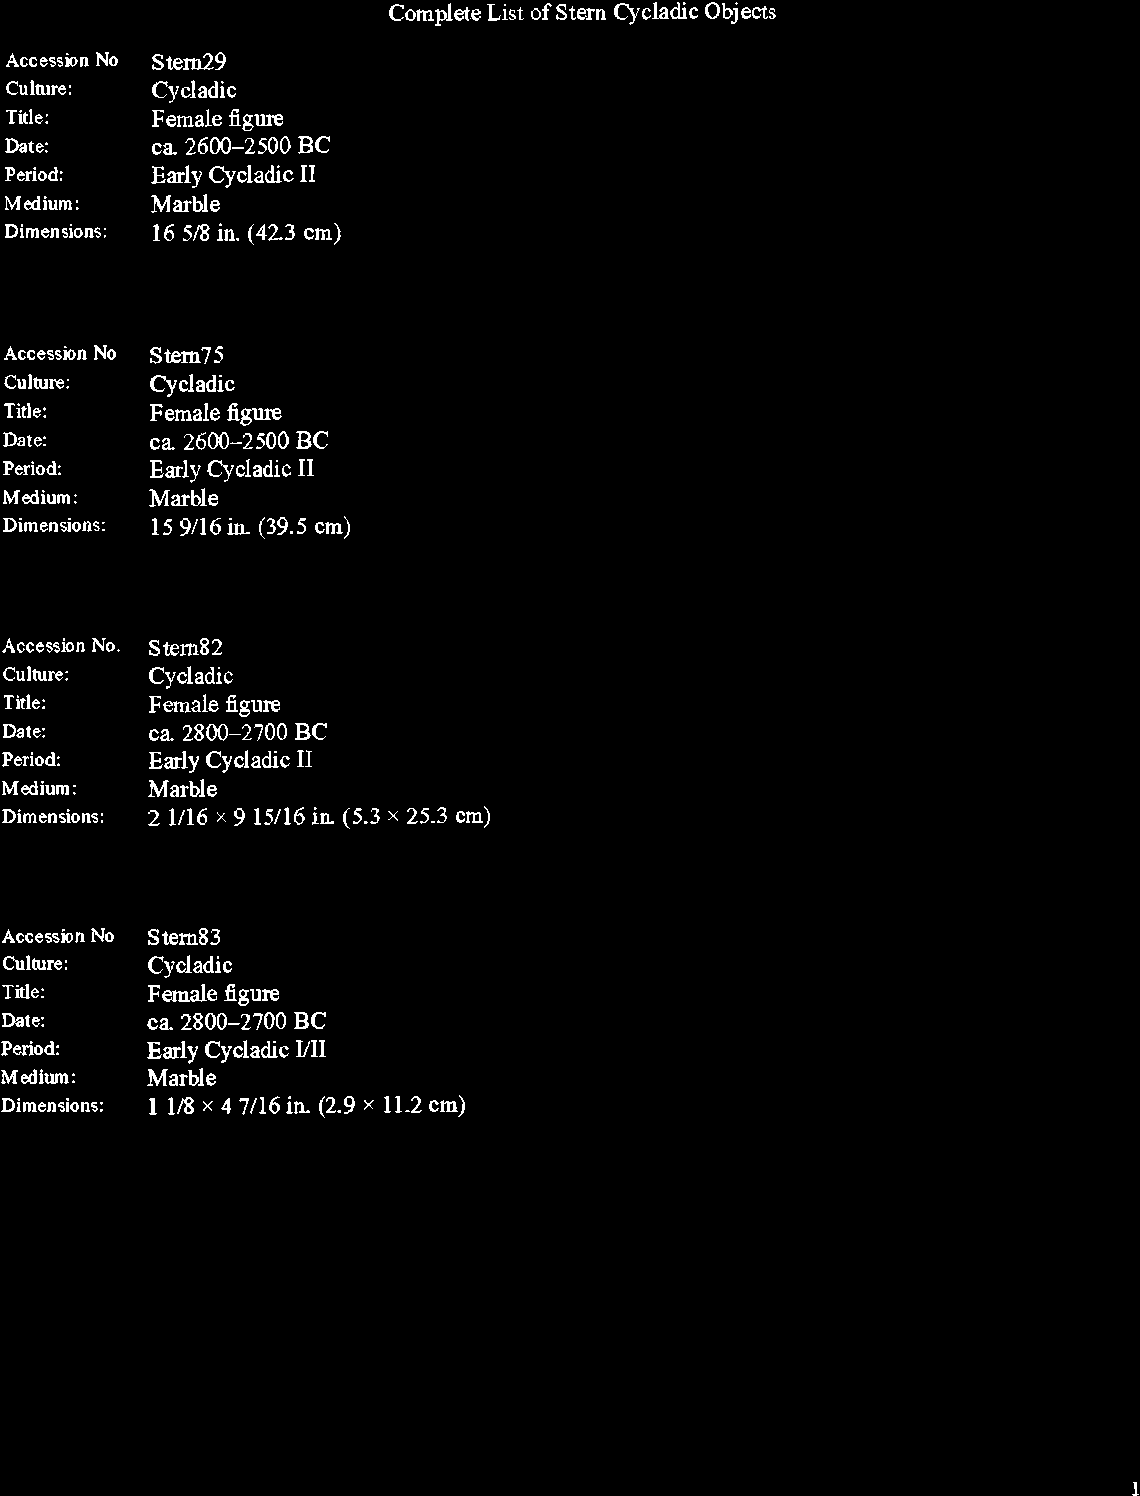 Complete List of Stern Cycladic Objects
Accession No Stern29
Culture: Cycladic
Title: Female figure
Date: ca. 2600–2500 BC
Period: Early Cycladic II
Medium: Marble
Dimensions: 16 5/8 in. (42.3 cm)
Accession No Stern75
Culture: Cycladic
Title: Female figure
Date: ca. 2600–2500 BC
Period: Early Cycladic II
Medium: Marble
Dimensions: 15 9/16 in. (39.5 cm)
Accession No. Stern82
Culture: Cycladic
Title: Female figure
Date: ca. 2800–2700 BC
Period: Early Cycladic II
Medium: Marble
Dimensions: 2 1/16 × 9 15/16 in. (5.3 × 25.3 cm)
Accession No Stern83
Culture: Cycladic
Title: Female figure
Date: ca. 2800–2700 BC
Period: Early Cycladic I/II
Medium: Marble
Dimensions: 1 1/8 × 4 7/16 in. (2.9 × 11.2 cm)
1